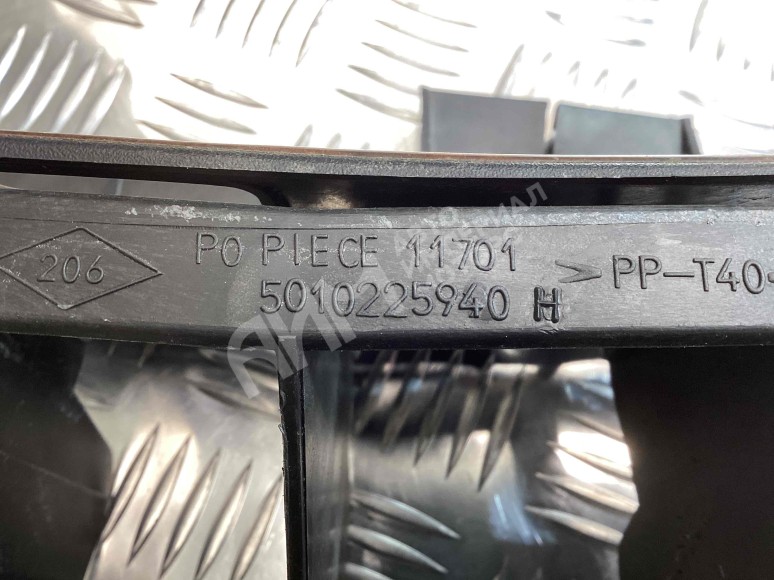 206
PO PIECE 11701
5010225940 H
>PP-T40<